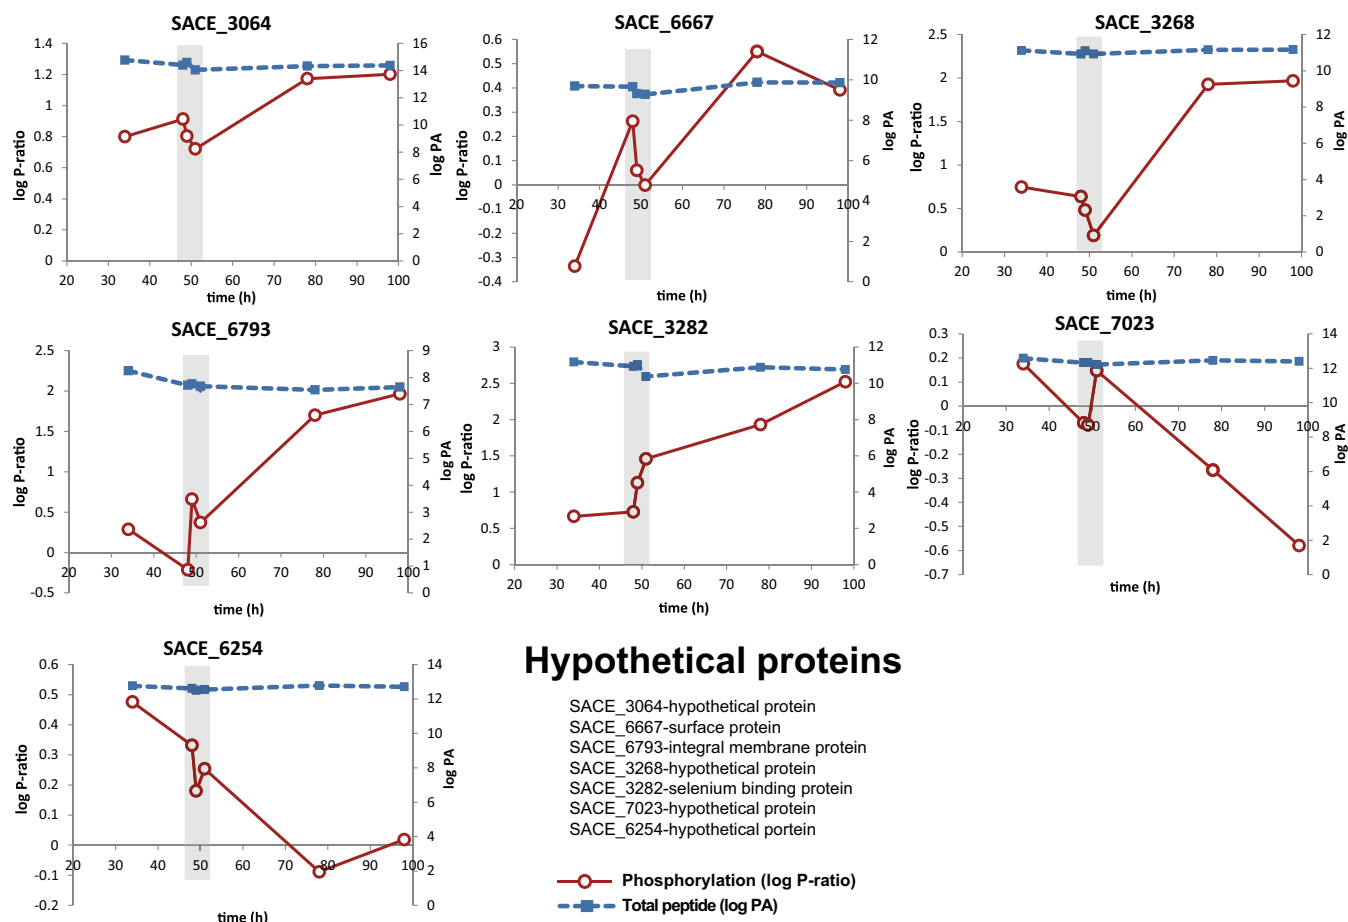 SACE_3064
1.4
1.2
1
0.8
0.6
0.4
0.2
0
16
14
12
10
8
6
4
2
0
20 30 40 50 60 70 80 90 100
log P-ratio
log PA
time (h)
SACE_6667
0.6
0.5
0.4
0.3
0.2
0.1
0
-0.1
-0.2
-0.3
-0.4
12
10
8
6
4
2
0
20 30 40 50 60 70 80 90 100
log P-ratio
log PA
time (h)
SACE_3268
2.5
2
1.5
1
0.5
0
12
10
8
6
4
2
0
20 30 40 50 60 70 80 90 100
log P-ratio
log PA
time (h)
SACE_6793
2.5
2
1.5
1
0.5
0
-0.5
9
8
7
6
5
4
3
2
1
0
20 30 40 50 60 70 80 90 100
log P-ratio
log PA
time (h)
SACE_3282
3
2.5
2
1.5
1
0.5
0
12
10
8
6
4
2
0
20 30 40 50 60 70 80 90 100
log P-ratio
log PA
time (h)
SACE_7023
0.3
0.2
0.1
0
-0.1
-0.2
-0.3
-0.4
-0.5
-0.6
-0.7
14
12
10
8
6
4
2
0
20 30 40 50 60 70 80 90 100
log P-ratio
log PA
time (h)
SACE_6254
0.6
0.5
0.4
0.3
0.2
0.1
0
-0.1
-0.2
14
12
10
8
6
4
2
0
20 30 40 50 60 70 80 90 100
log P-ratio
log PA
Hypothetical proteins
SACE_3064-hypothetical protein
SACE_6667-surface protein
SACE_6793-integral membrane protein
SACE_3268-hypothetical protein
SACE_3282-selenium binding protein
SACE_7023-hypothetical protein
SACE_6254-hypothetical portein
Phosphorylation (log P-ratio)
Total peptide (log PA)